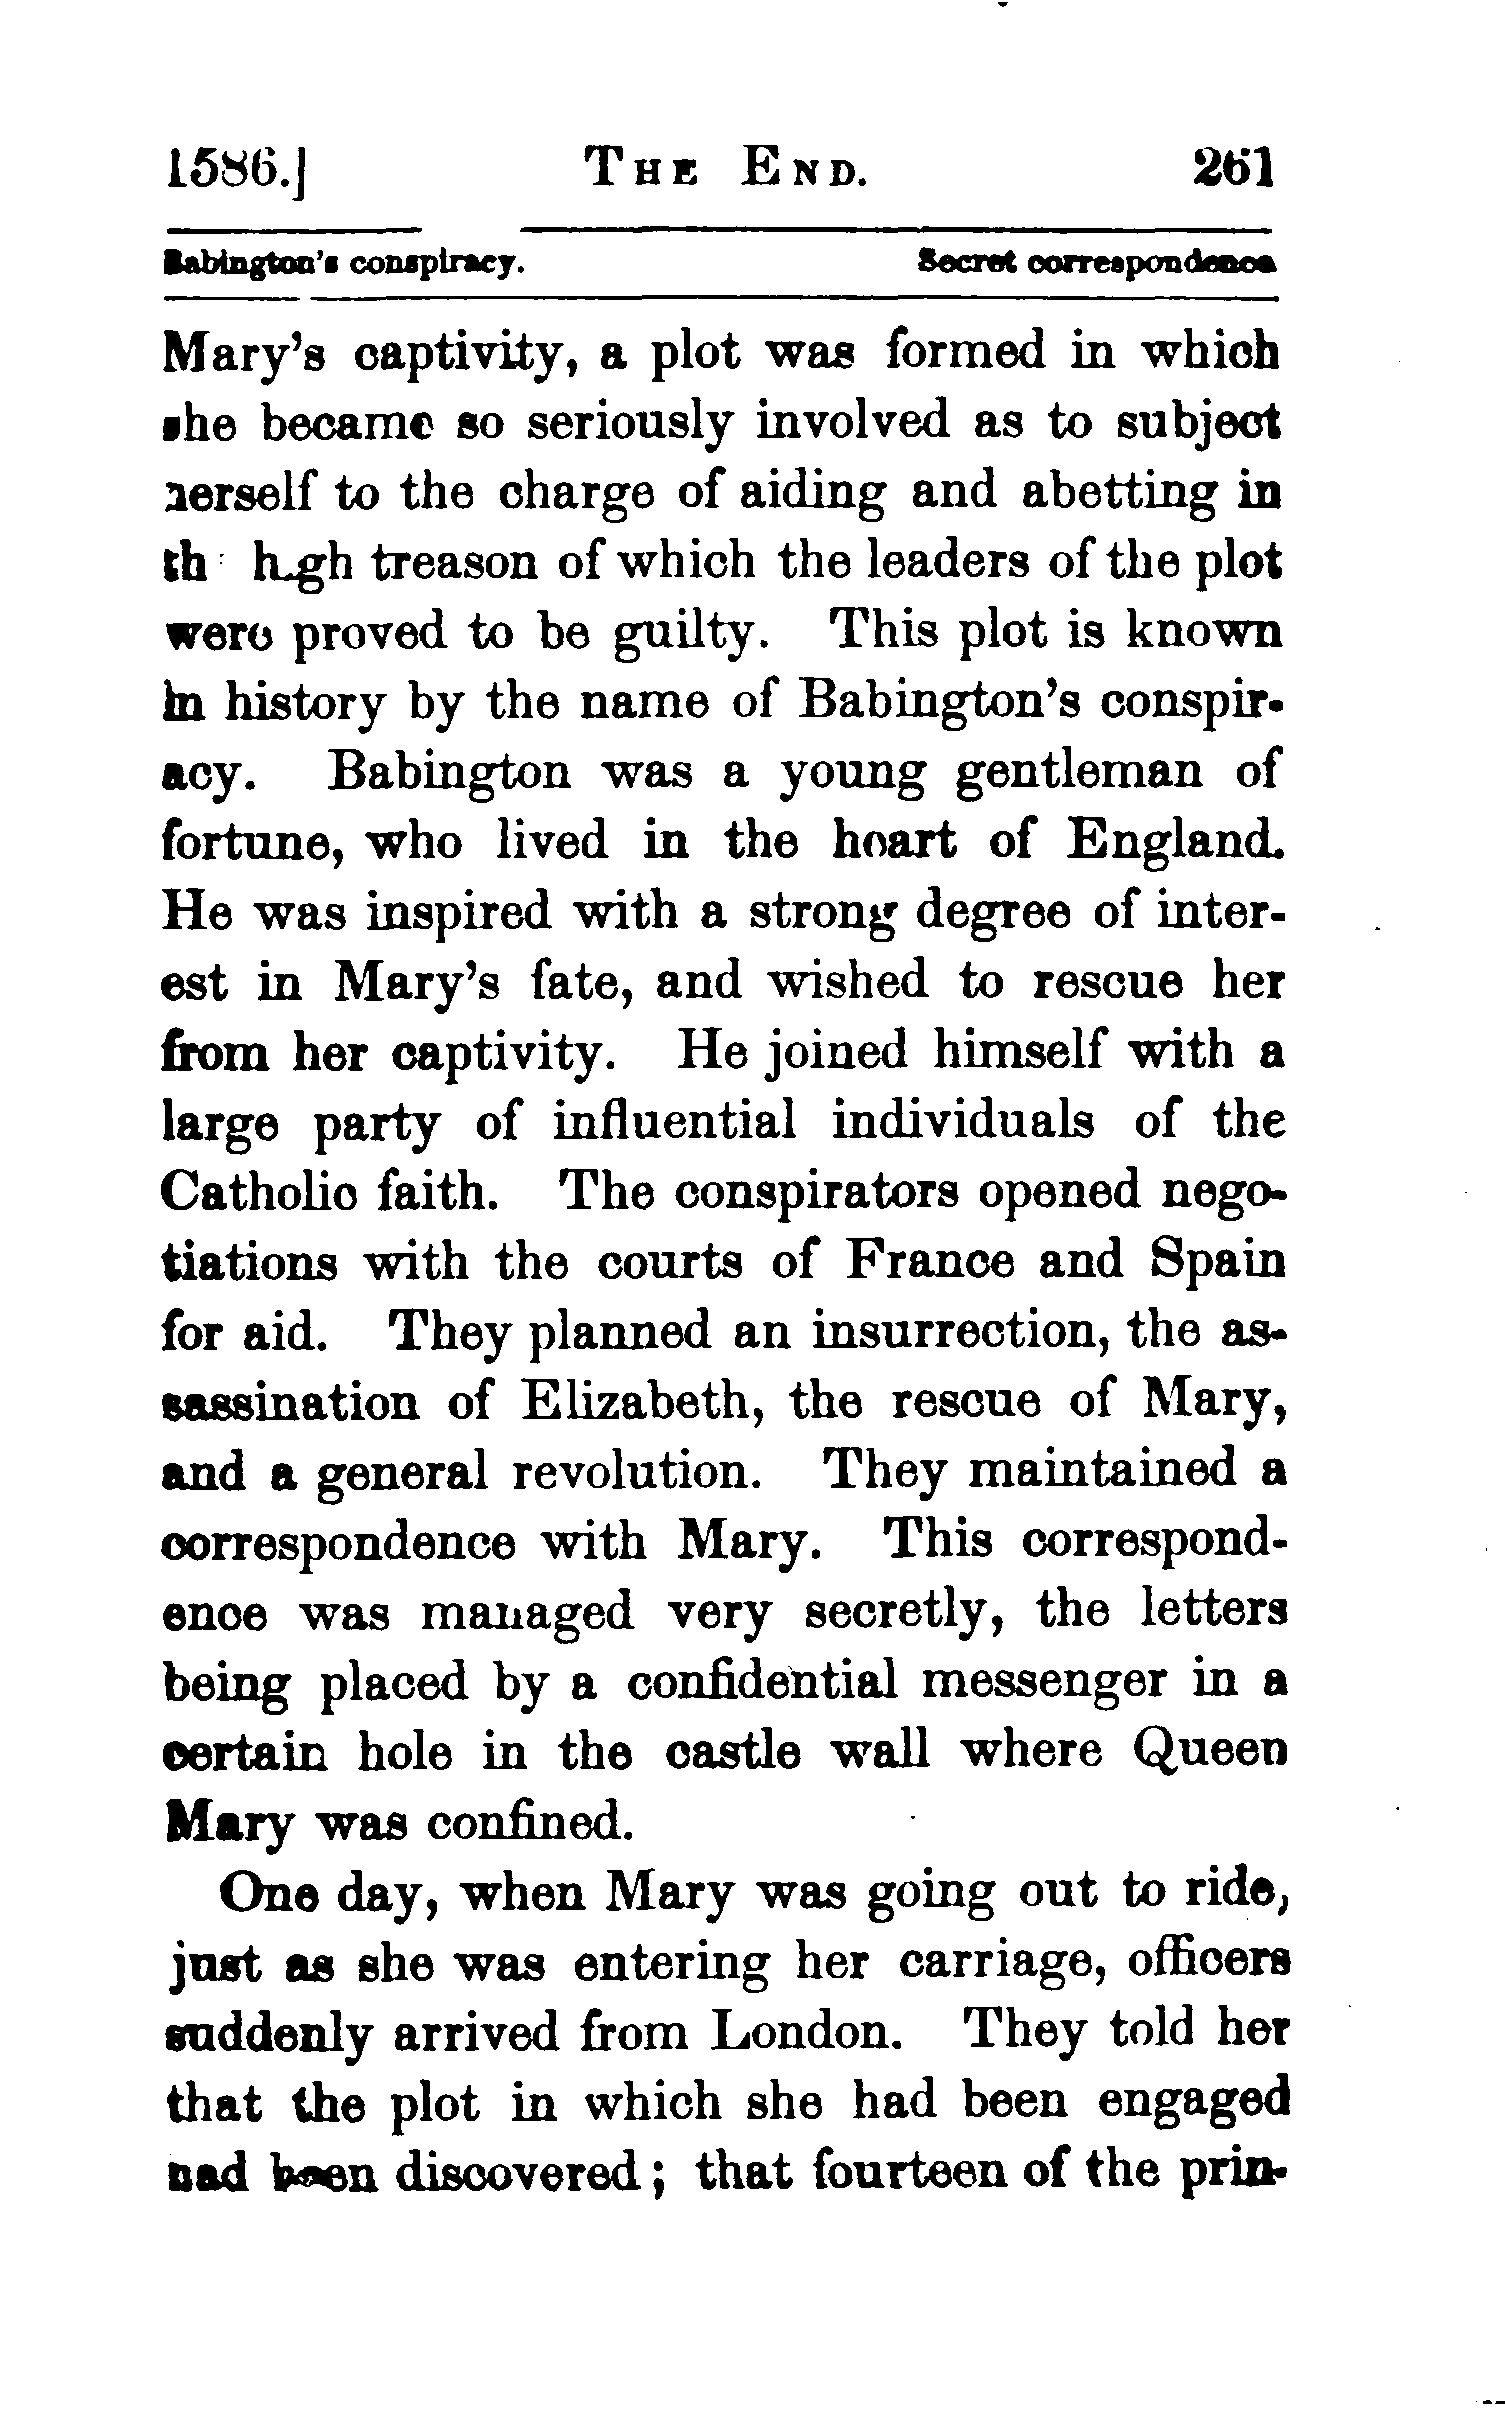 1586.] THE END. 261
Babington's conspiracy. Secret correspondence
Mary's captivity, a plot was formed in which
she became so seriously involved as to subject
herself to the charge of aiding and abetting in
the high treason of which the leaders of the plot
were proved to be guilty. This plot is known
in history by the name of Babington's conspir-
acy. Babington was a young gentleman of
fortune, who lived in the heart of England.
He was inspired with a strong degree of inter-
est in Mary's fate, and wished to rescue her
from her captivity. He joined himself with a
large party of influential individuals of the
Catholic faith. The conspirators opened nego-
tiations with the courts of France and Spain
for aid. They planned an insurrection, the as-
sassination of Elizabeth, the rescue of Mary,
and a general revolution. They maintained a
correspondence with Mary. This correspond-
ence was managed very secretly, the letters
being placed by a confidential messenger in a
certain hole in the castle wall where Queen
Mary was confined.
One day, when Mary was going out to ride,
just as she was entering her carriage, officers
suddenly arrived from London. They told her
that the plot in which she had been engaged
had been discovered; that fourteen of the prin-